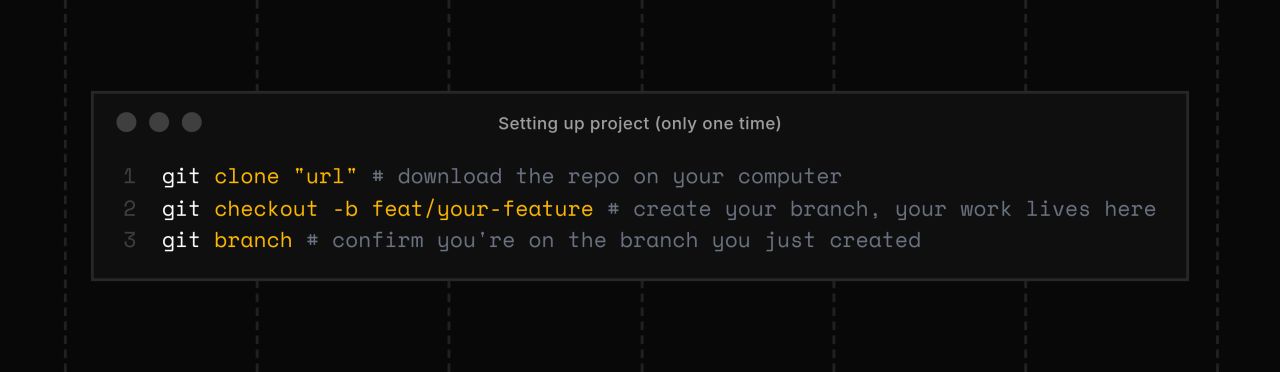 Setting up project (only one time)
1 git clone "url" # download the repo on your computer
2 git checkout -b feat/your-feature # create your branch, your work lives here
3 git branch # confirm you're on the branch you just created